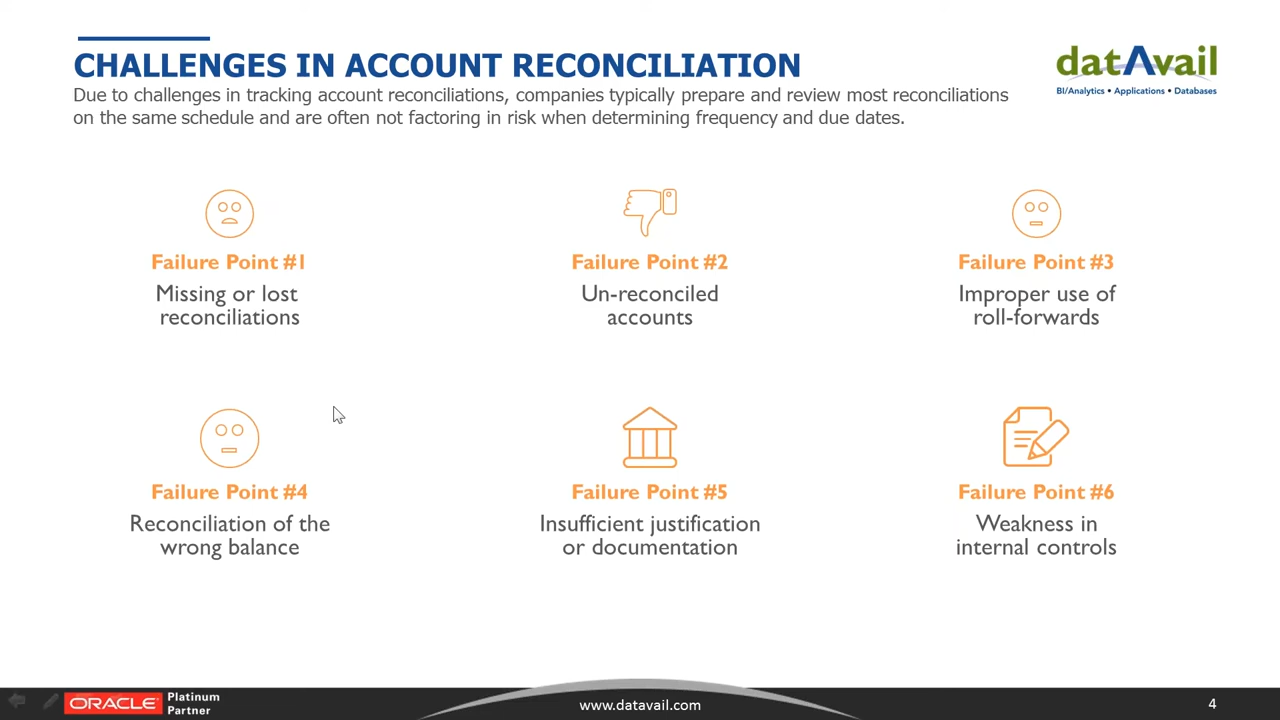 CHALLENGES IN ACCOUNT RECONCILIATION
Due to challenges in tracking account reconciliations, companies typically prepare and review most reconciliations
on the same schedule and are often not factoring in risk when determining frequency and due dates.
datAvail
BI/Analytics • Applications • Databases
Failure Point #1
Missing or lost
reconciliations
Failure Point #2
Un-reconciled
accounts
Failure Point #3
Improper use of
roll-forwards
Failure Point #4
Reconciliation of the
wrong balance
Failure Point #5
Insufficient justification
or documentation
Failure Point #6
Weakness in
internal controls
ORACLE
Platinum
Partner
www.datavail.com
4